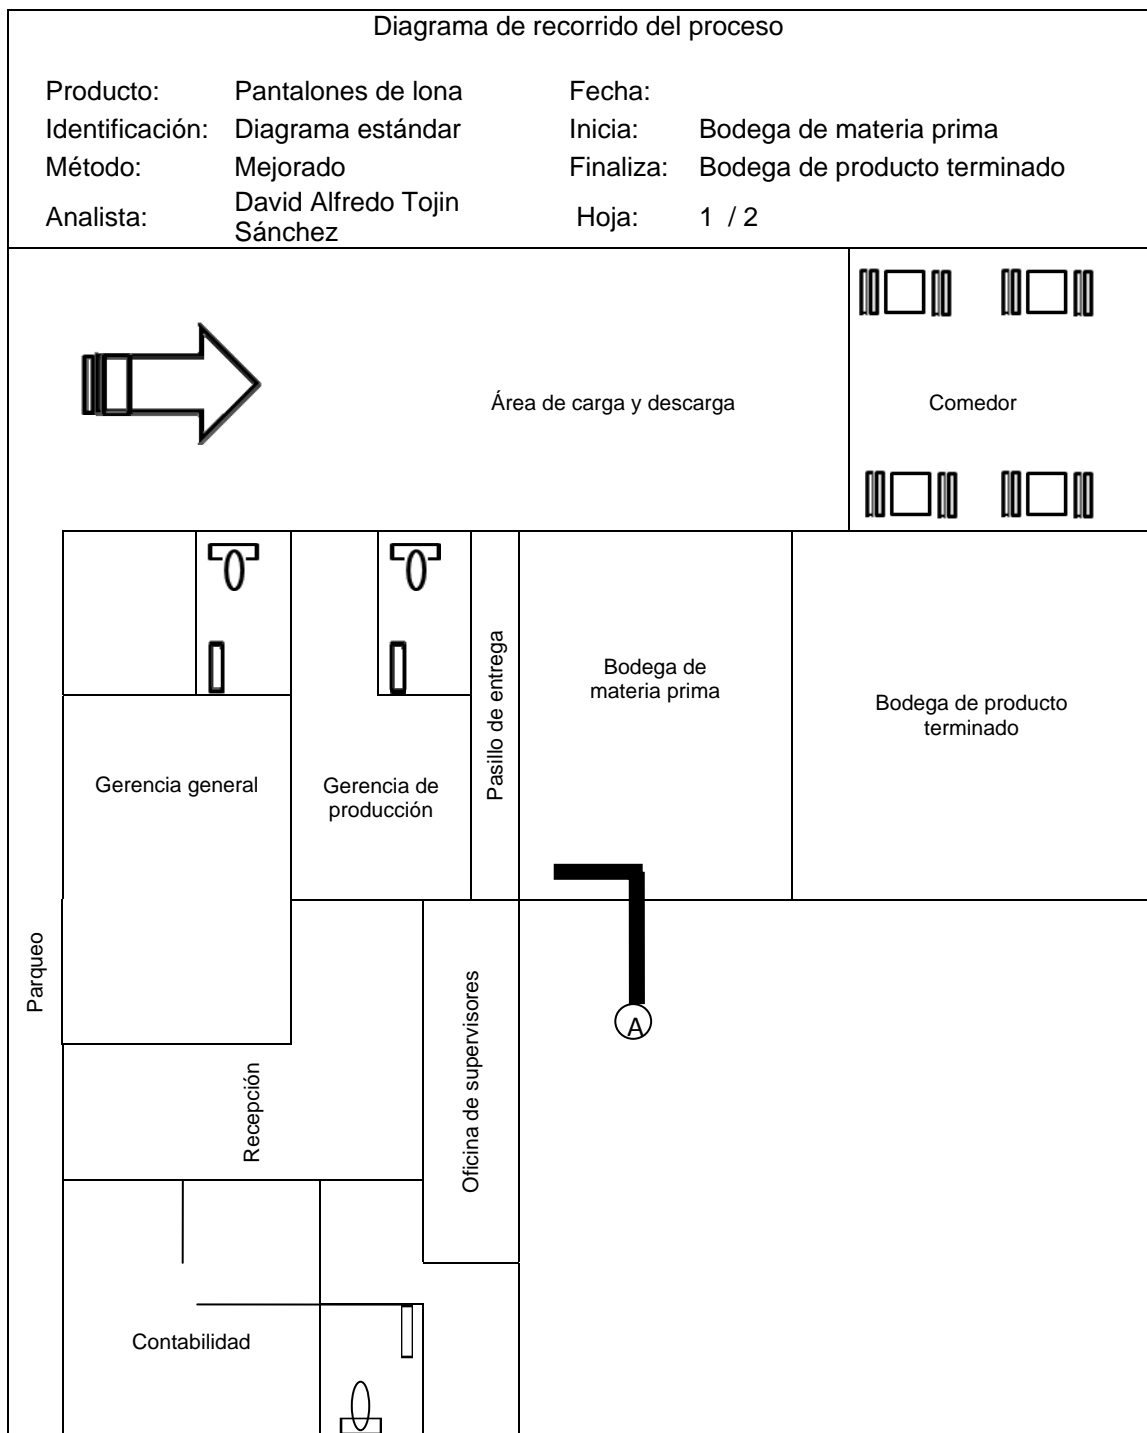 Diagrama de recorrido del proceso
Producto: Pantalones de lona Fecha:
Identificación: Diagrama estándar Inicia: Bodega de materia prima
Método: Mejorado Finaliza: Bodega de producto terminado
Analista: David Alfredo Tojin
Sánchez
Hoja: 1 / 2
Área de carga y descarga
Comedor
Pasillo de entrega
Bodega de
materia prima
Bodega de producto
terminado
Gerencia general
Gerencia de
producción
Parqueo
A
Oficina de supervisores
Recepción
Contabilidad